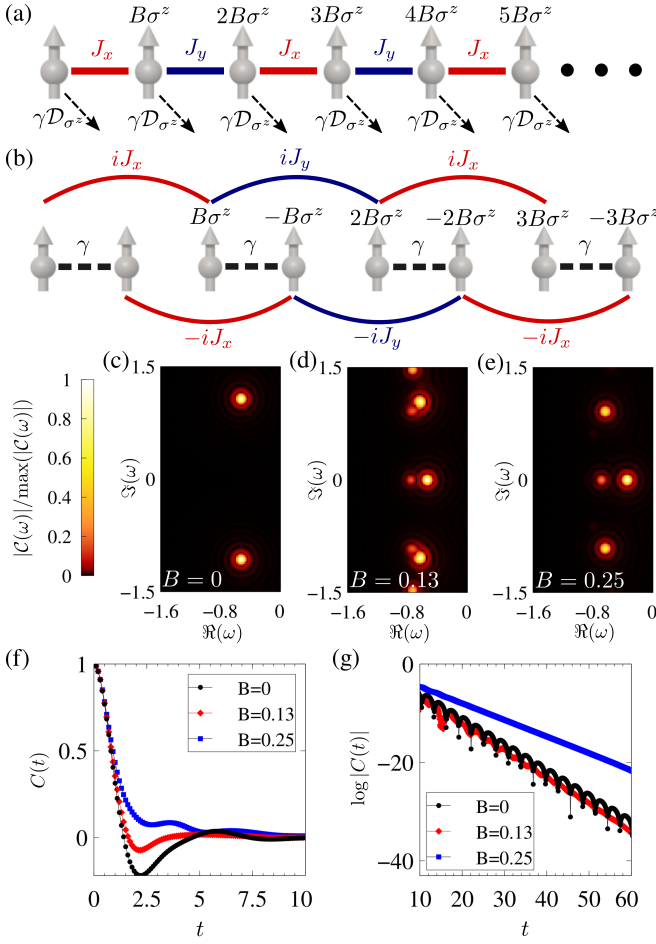 (a)
Bσ^z 2Bσ^z 3Bσ^z 4Bσ^z 5Bσ^z
J_x J_y J_x J_y J_x
γD_{σ^z} γD_{σ^z} γD_{σ^z} γD_{σ^z} γD_{σ^z} γD_{σ^z}
(b)
iJ_x iJ_y iJ_x
Bσ^z −Bσ^z 2Bσ^z −2Bσ^z 3Bσ^z −3Bσ^z
γ γ γ γ
−iJ_x −iJ_y −iJ_x
|C(ω)|/max(|C(ω)|)
1
0.8
0.6
0.4
0.2
0
(c)
1.5
0
−1.5
ℑ(ω)
B = 0
−1.6 −0.8 0
ℜ(ω)
(d)
1.5
0
−1.5
ℑ(ω)
B = 0.13
−1.6 −0.8 0
ℜ(ω)
(e)
1.5
0
−1.5
ℑ(ω)
B = 0.25
−1.6 −0.8 0
ℜ(ω)
(f)
C(t)
1
0.5
0
B=0
B=0.13
B=0.25
0 2.5 5 7.5 10
t
(g)
log |C(t)|
0
−20
−40
B=0
B=0.13
B=0.25
10 20 30 40 50 60
t